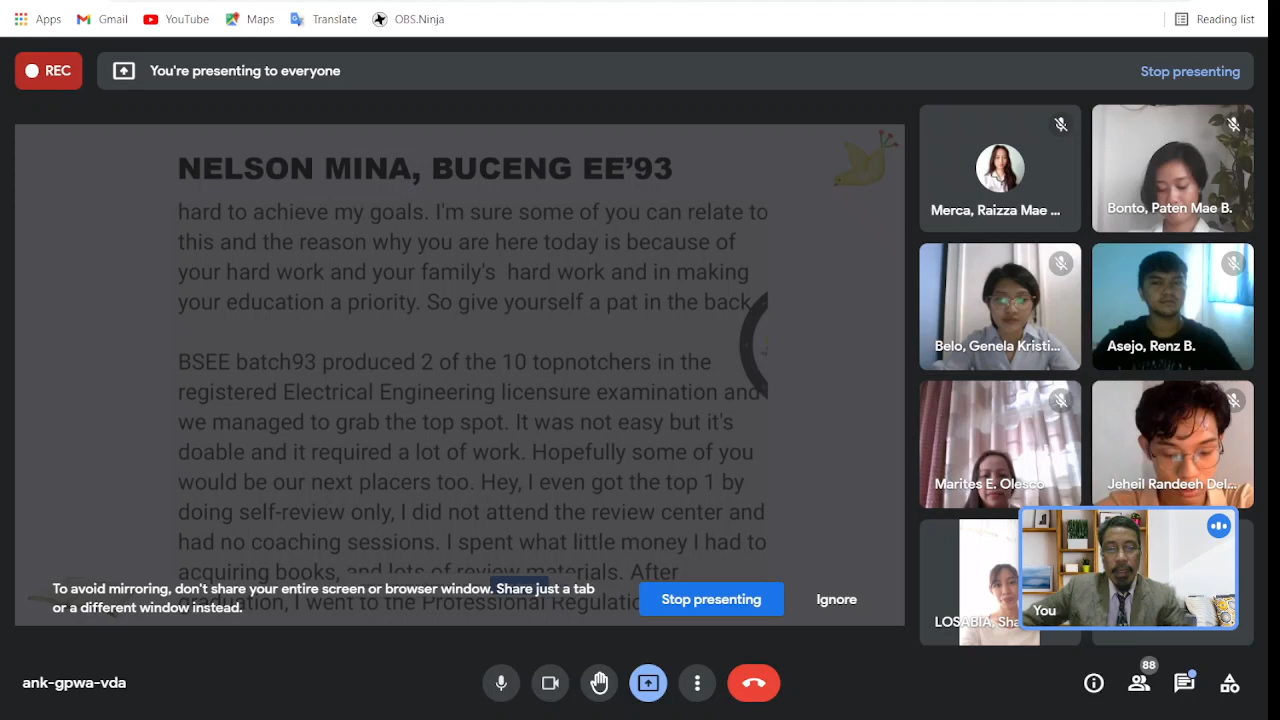 Apps Gmail YouTube Maps Translate OBS.Ninja Reading list
REC You're presenting to everyone Stop presenting
NELSON MINA, BUCENG EE'93
hard to achieve my goals. I'm sure some of you can relate to
this and the reason why you are here today is because of
your hard work and your family's hard work and in making
your education a priority. So give yourself a pat in the back
BSEE batch93 produced 2 of the 10 topnotchers in the
registered Electrical Engineering licensure examination and
we managed to grab the top spot. It was not easy but it's
doable and it required a lot of work. Hopefully some of you
would be our next placers too. Hey, I even got the top 1 by
doing self-review only, I did not attend the review center and
had no coaching sessions. I spent what little money I had to
acquiring books, and lots of review materials. After
graduation, I went to the Professional Regulatio
To avoid mirroring, don't share your entire screen or browser window. Share just a tab
or a different window instead.
Stop presenting Ignore
Merca, Raizza Mae ...
Bonto, Paten Mae B.
Belo, Genela Kristi...
Asejo, Renz B.
Marites E. Olesco
Jeheil Randeeh Del...
LOSABIA, Sha
You
ank-gpwa-vda
88